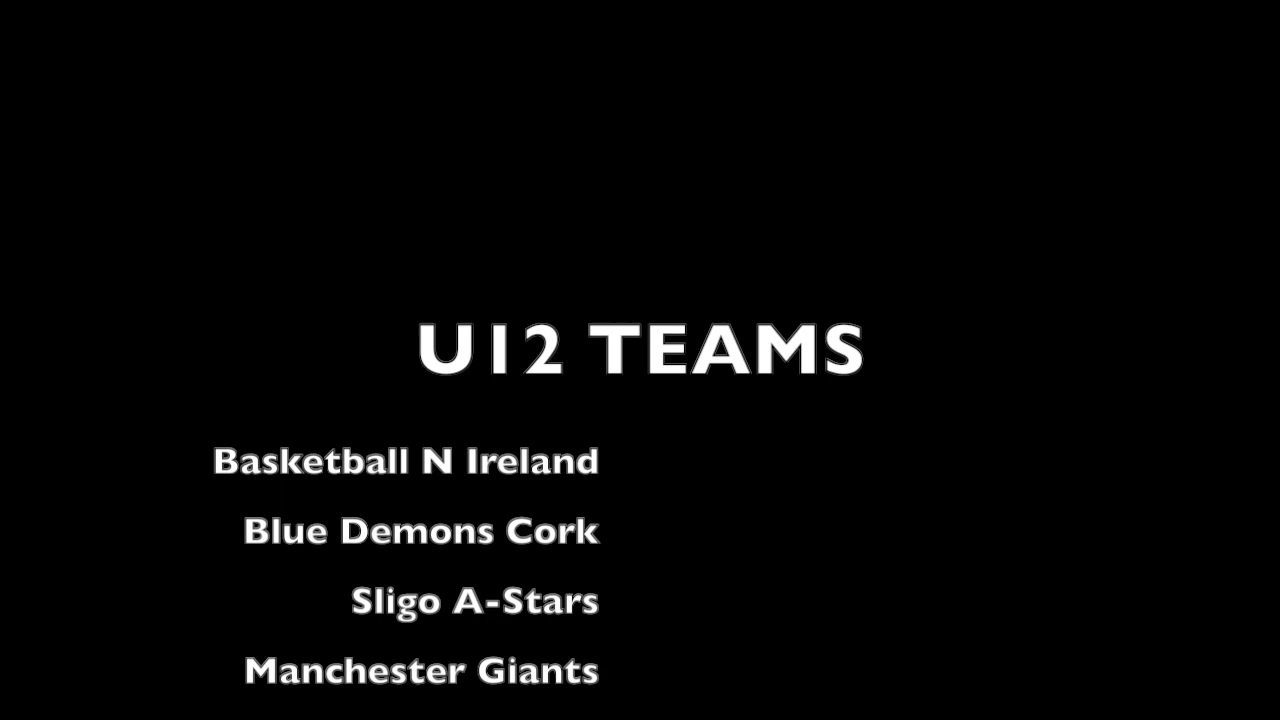 U12 TEAMS
Basketball N Ireland
Blue Demons Cork
Sligo A-Stars
Manchester Giants